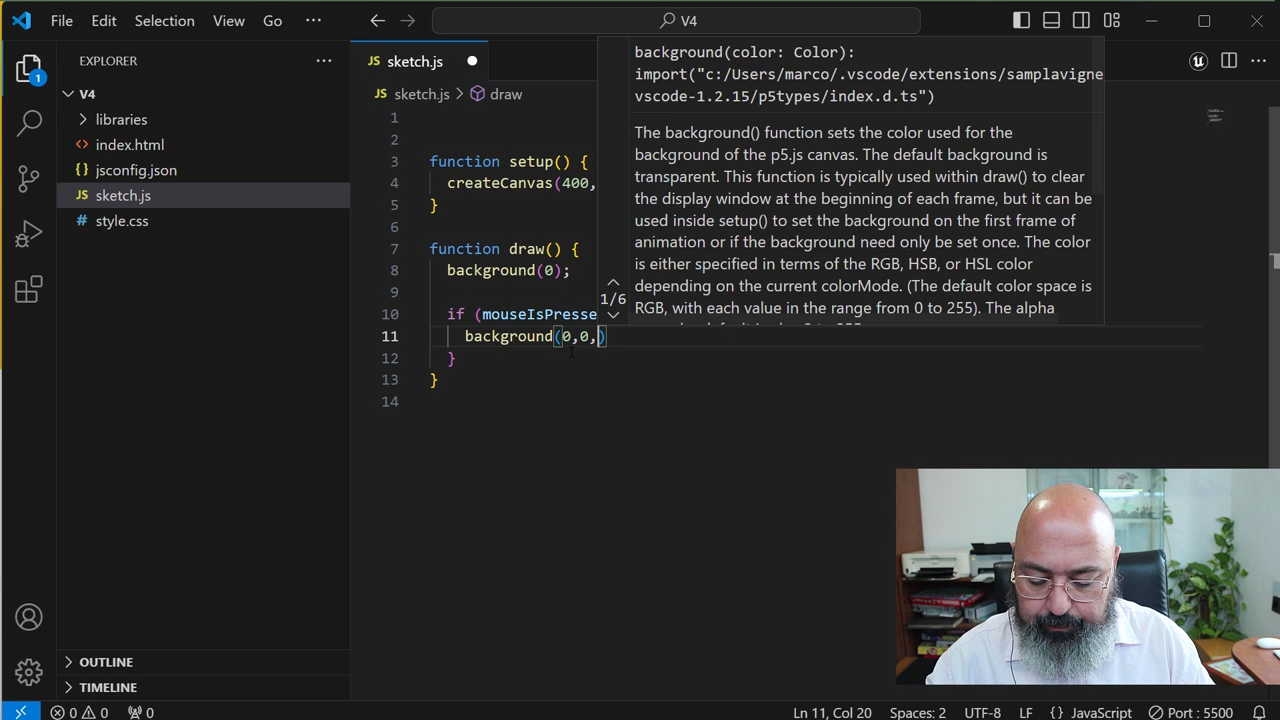 File Edit Selection View Go ··· V4
EXPLORER ···
JS sketch.js
V4
libraries
<> index.html
{} jsconfig.json
JS sketch.js
# style.css
1
JS sketch.js > draw
1
2
3 function setup() {
4 createCanvas(400,
5 }
6
7 function draw() {
8 background(0);
9
10 if (mouseIsPresse
11 background(0,0,)
12 }
13 }
14
background(color: Color):
import("c:/Users/marco/.vscode/extensions/samplavigne
vscode-1.2.15/p5types/index.d.ts")
The background() function sets the color used for the
background of the p5.js canvas. The default background is
transparent. This function is typically used within draw() to clear
the display window at the beginning of each frame, but it can be
used inside setup() to set the background on the first frame of
animation or if the background need only be set once. The color
is either specified in terms of the RGB, HSB, or HSL color
depending on the current colorMode. (The default color space is
RGB, with each value in the range from 0 to 255). The alpha
1/6
OUTLINE
TIMELINE
0 0 0 Ln 11, Col 20 Spaces: 2 UTF-8 LF {} JavaScript Port : 5500